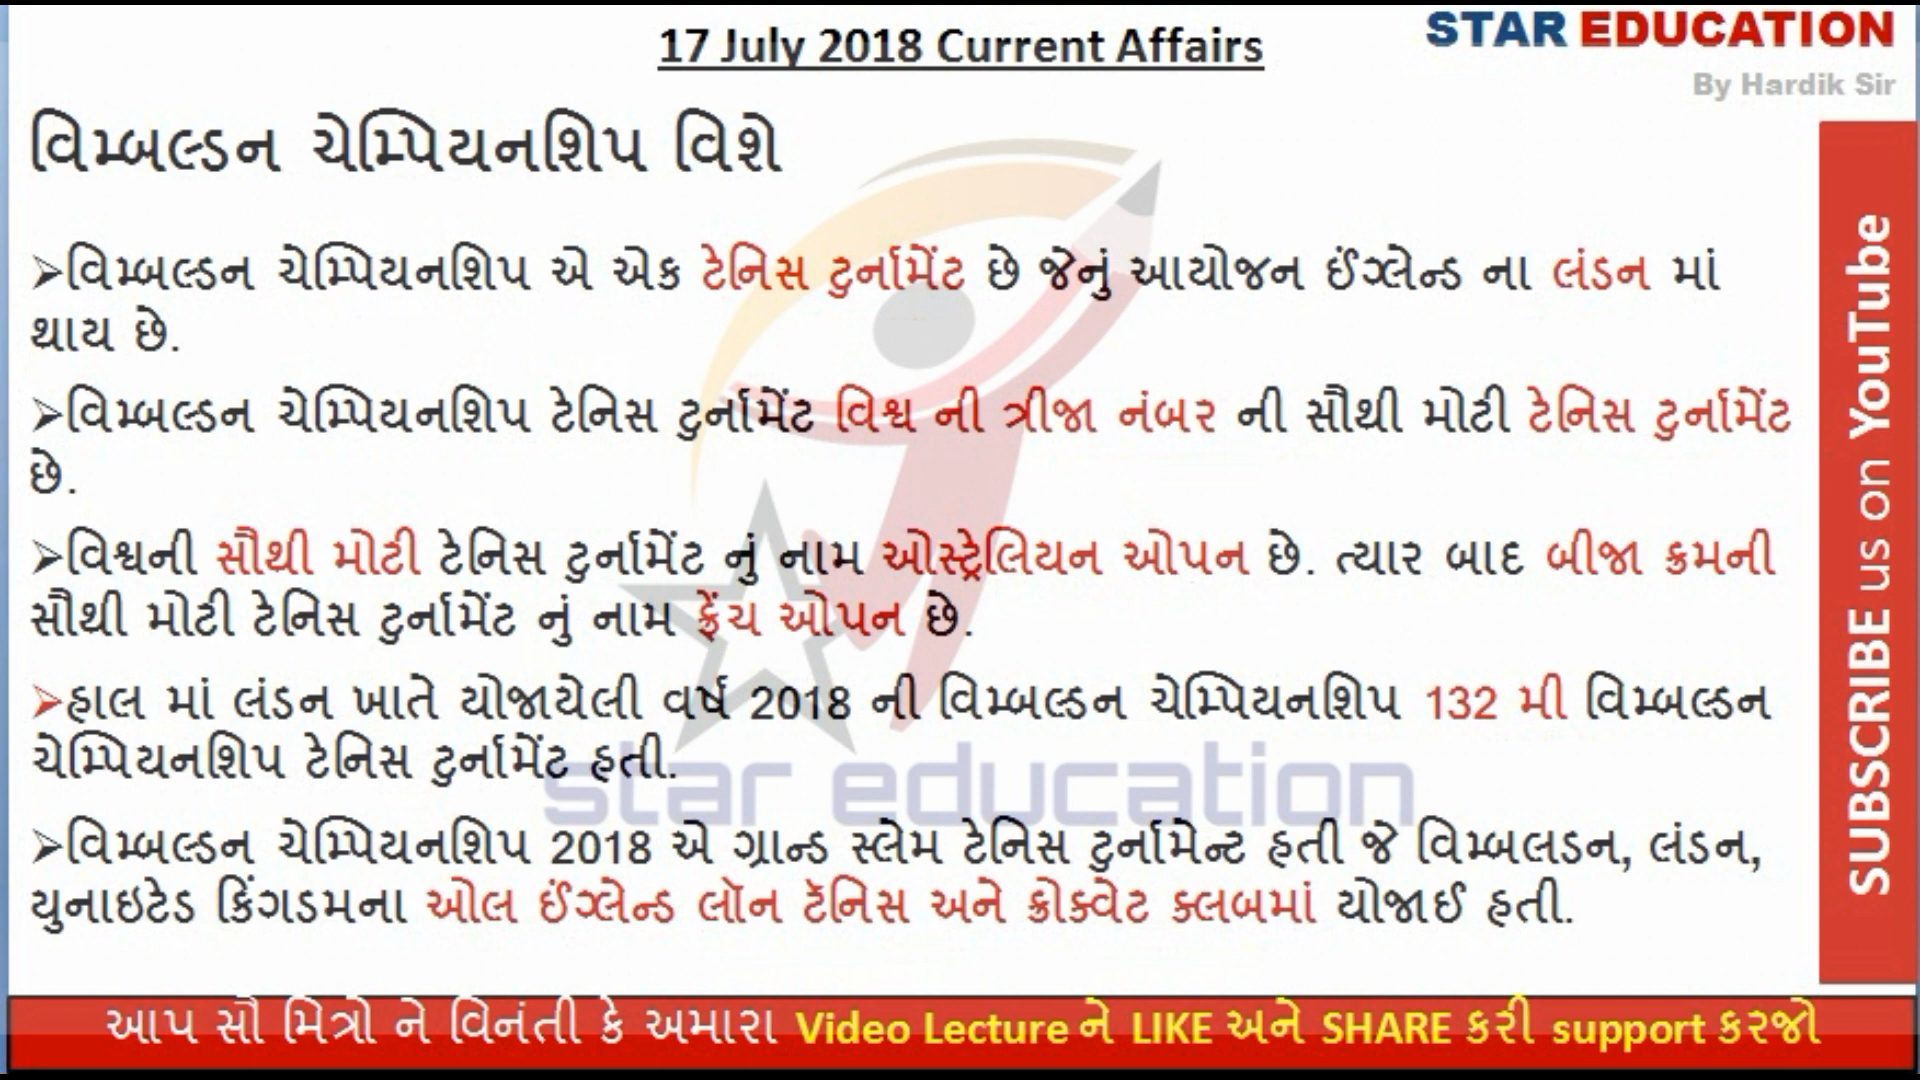 17 July 2018 Current Affairs
STAR EDUCATION
By Hardik Sir
વિમ્બલ્ડન ચેમ્પિયનશિપ વિશે
➢વિમ્બલ્ડન ચેમ્પિયનશિપ એ એક ટેનિસ ટુર્નામેંટ છે જેનું આયોજન ઈંગ્લેન્ડ ના લંડન માં
થાય છે.
➢વિમ્બલ્ડન ચેમ્પિયનશિપ ટેનિસ ટુર્નામેંટ વિશ્વ ની ત્રીજા નંબર ની સૌથી મોટી ટેનિસ ટુર્નામેંટ
છે.
➢વિશ્વની સૌથી મોટી ટેનિસ ટુર્નામેંટ નું નામ ઓસ્ટ્રેલિયન ઓપન છે. ત્યાર બાદ બીજા ક્રમની
સૌથી મોટી ટેનિસ ટુર્નામેંટ નું નામ ફ્રેંચ ઓપન છે.
➢હાલ માં લંડન ખાતે યોજાયેલી વર્ષ 2018 ની વિમ્બલ્ડન ચેમ્પિયનશિપ 132 મી વિમ્બલ્ડન
ચેમ્પિયનશિપ ટેનિસ ટુર્નામેંટ હતી.
➢વિમ્બલ્ડન ચેમ્પિયનશિપ 2018 એ ગ્રાન્ડ સ્લેમ ટેનિસ ટુર્નામેન્ટ હતી જે વિમ્બલડન, લંડન,
યુનાઇટેડ કિંગડમના ઓલ ઈંગ્લેન્ડ લૉન ટૅનિસ અને ક્રોક્વેટ ક્લબમાં યોજાઈ હતી.
star education
SUBSCRIBE us on YouTube
આપ સૌ મિત્રો ને વિનંતી કે અમારા Video Lecture ને LIKE અને SHARE કરી support કરજો